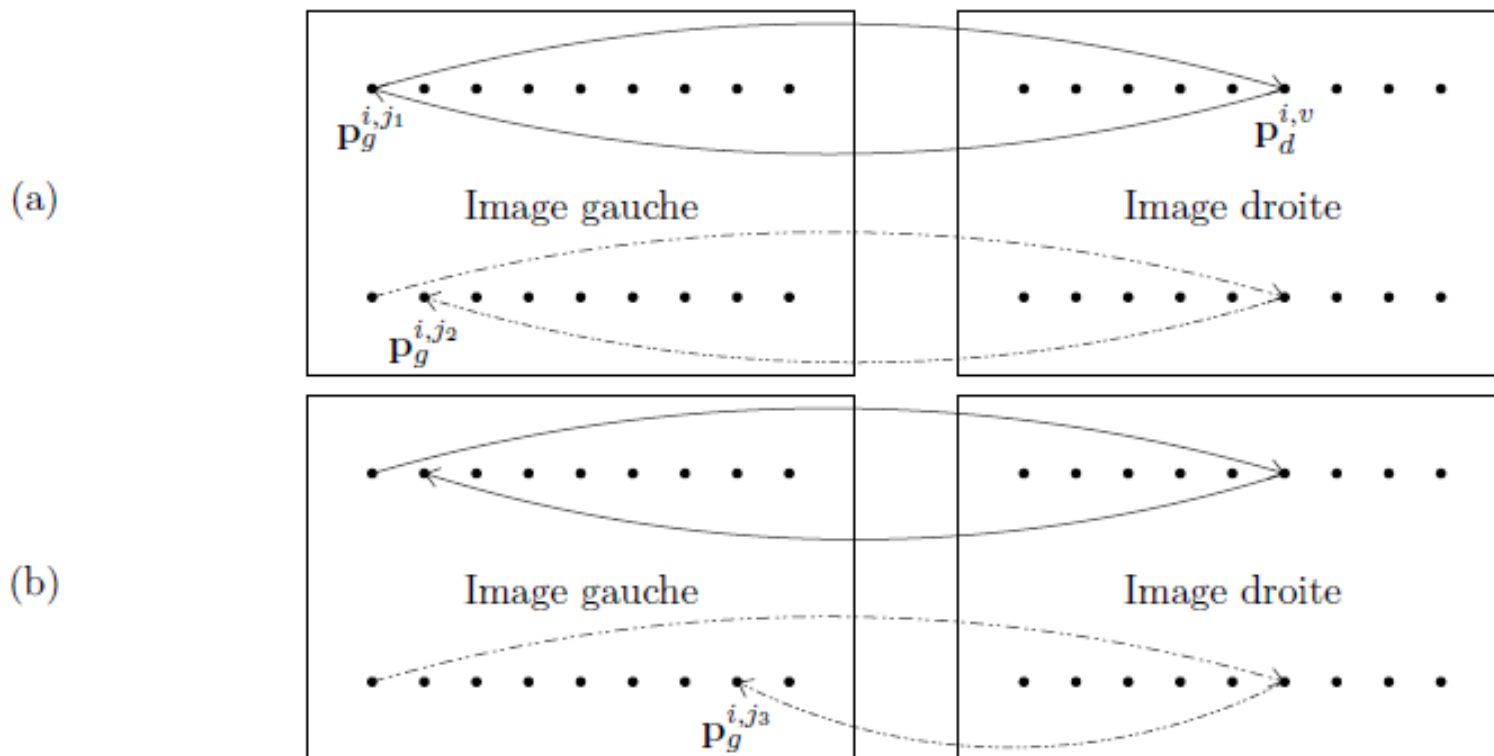 p_g^{i,j_1} p_d^{i,v}
(a)
Image gauche Image droite
p_g^{i,j_2}
(b)
Image gauche Image droite
p_g^{i,j_3}